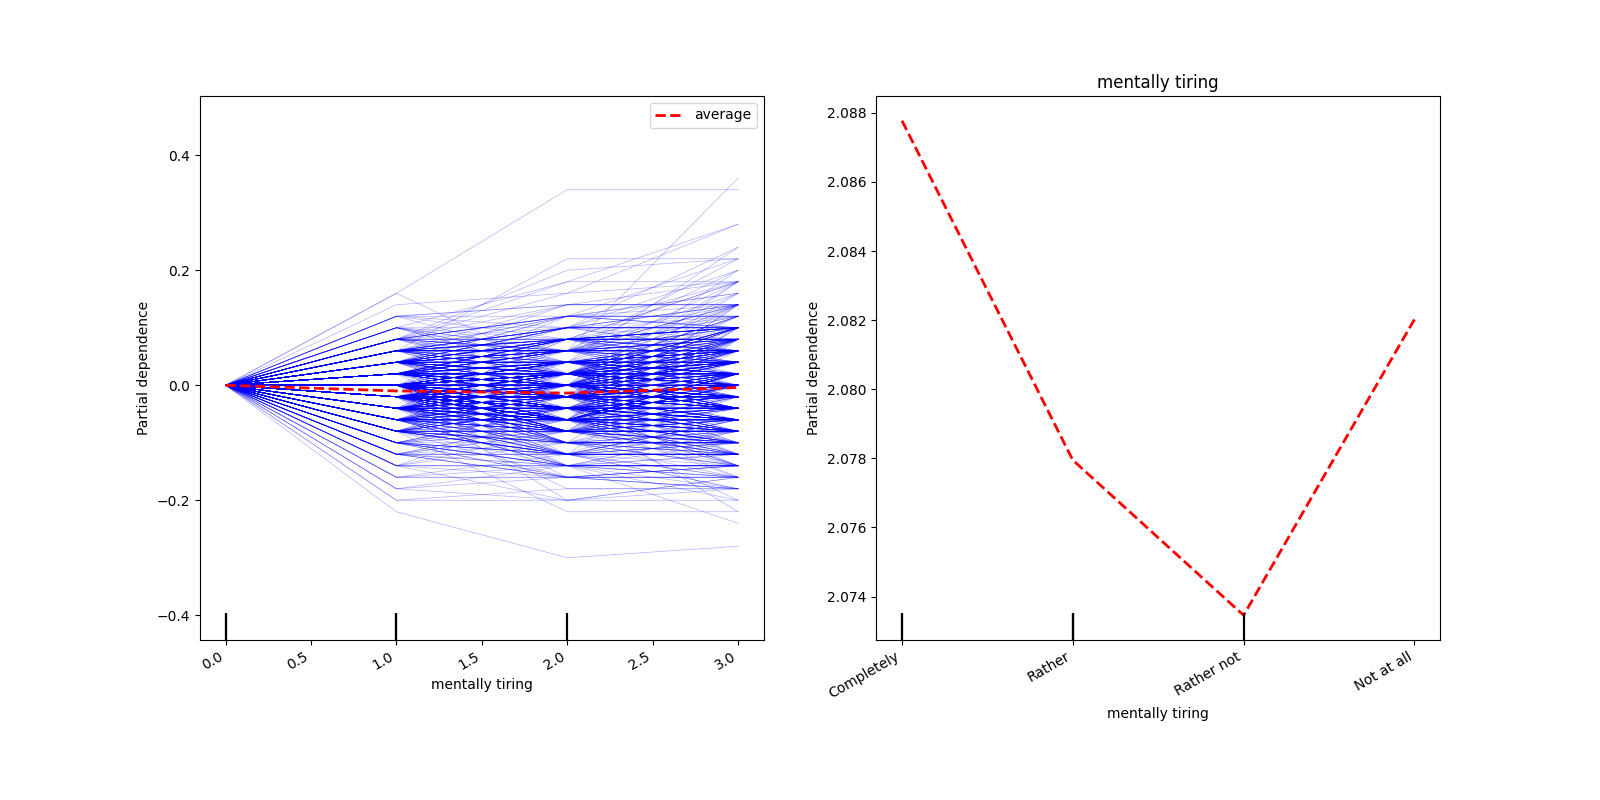 average
0.4
0.2
0.0
−0.2
−0.4
Partial dependence
0.0
0.5
1.0
1.5
2.0
2.5
3.0
mentally tiring
mentally tiring
2.088
2.086
2.084
2.082
2.080
2.078
2.076
2.074
Partial dependence
Completely
Rather
Rather not
Not at all
mentally tiring